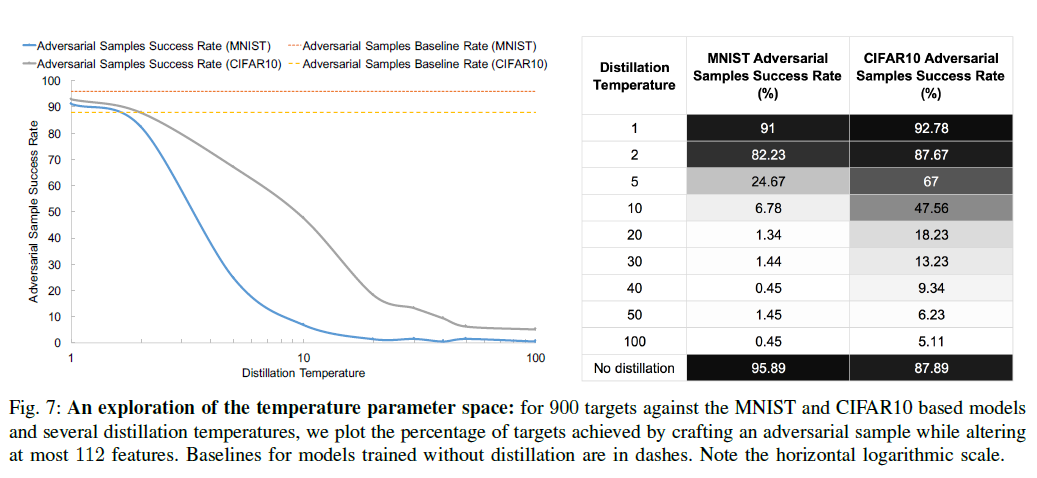 Adversarial Samples Success Rate (MNIST) Adversarial Samples Baseline Rate (MNIST)
Adversarial Samples Success Rate (CIFAR10) Adversarial Samples Baseline Rate (CIFAR10)
100
90
80
70
60
50
40
30
20
10
0
Adversarial Sample Success Rate
1 10 100
Distillation Temperature
Distillation Temperature
MNIST Adversarial Samples Success Rate (%)
CIFAR10 Adversarial Samples Success Rate (%)
1 91 92.78
2 82.23 87.67
5 24.67 67
10 6.78 47.56
20 1.34 18.23
30 1.44 13.23
40 0.45 9.34
50 1.45 6.23
100 0.45 5.11
No distillation 95.89 87.89
Fig. 7: An exploration of the temperature parameter space: for 900 targets against the MNIST and CIFAR10 based models
and several distillation temperatures, we plot the percentage of targets achieved by crafting an adversarial sample while altering
at most 112 features. Baselines for models trained without distillation are in dashes. Note the horizontal logarithmic scale.